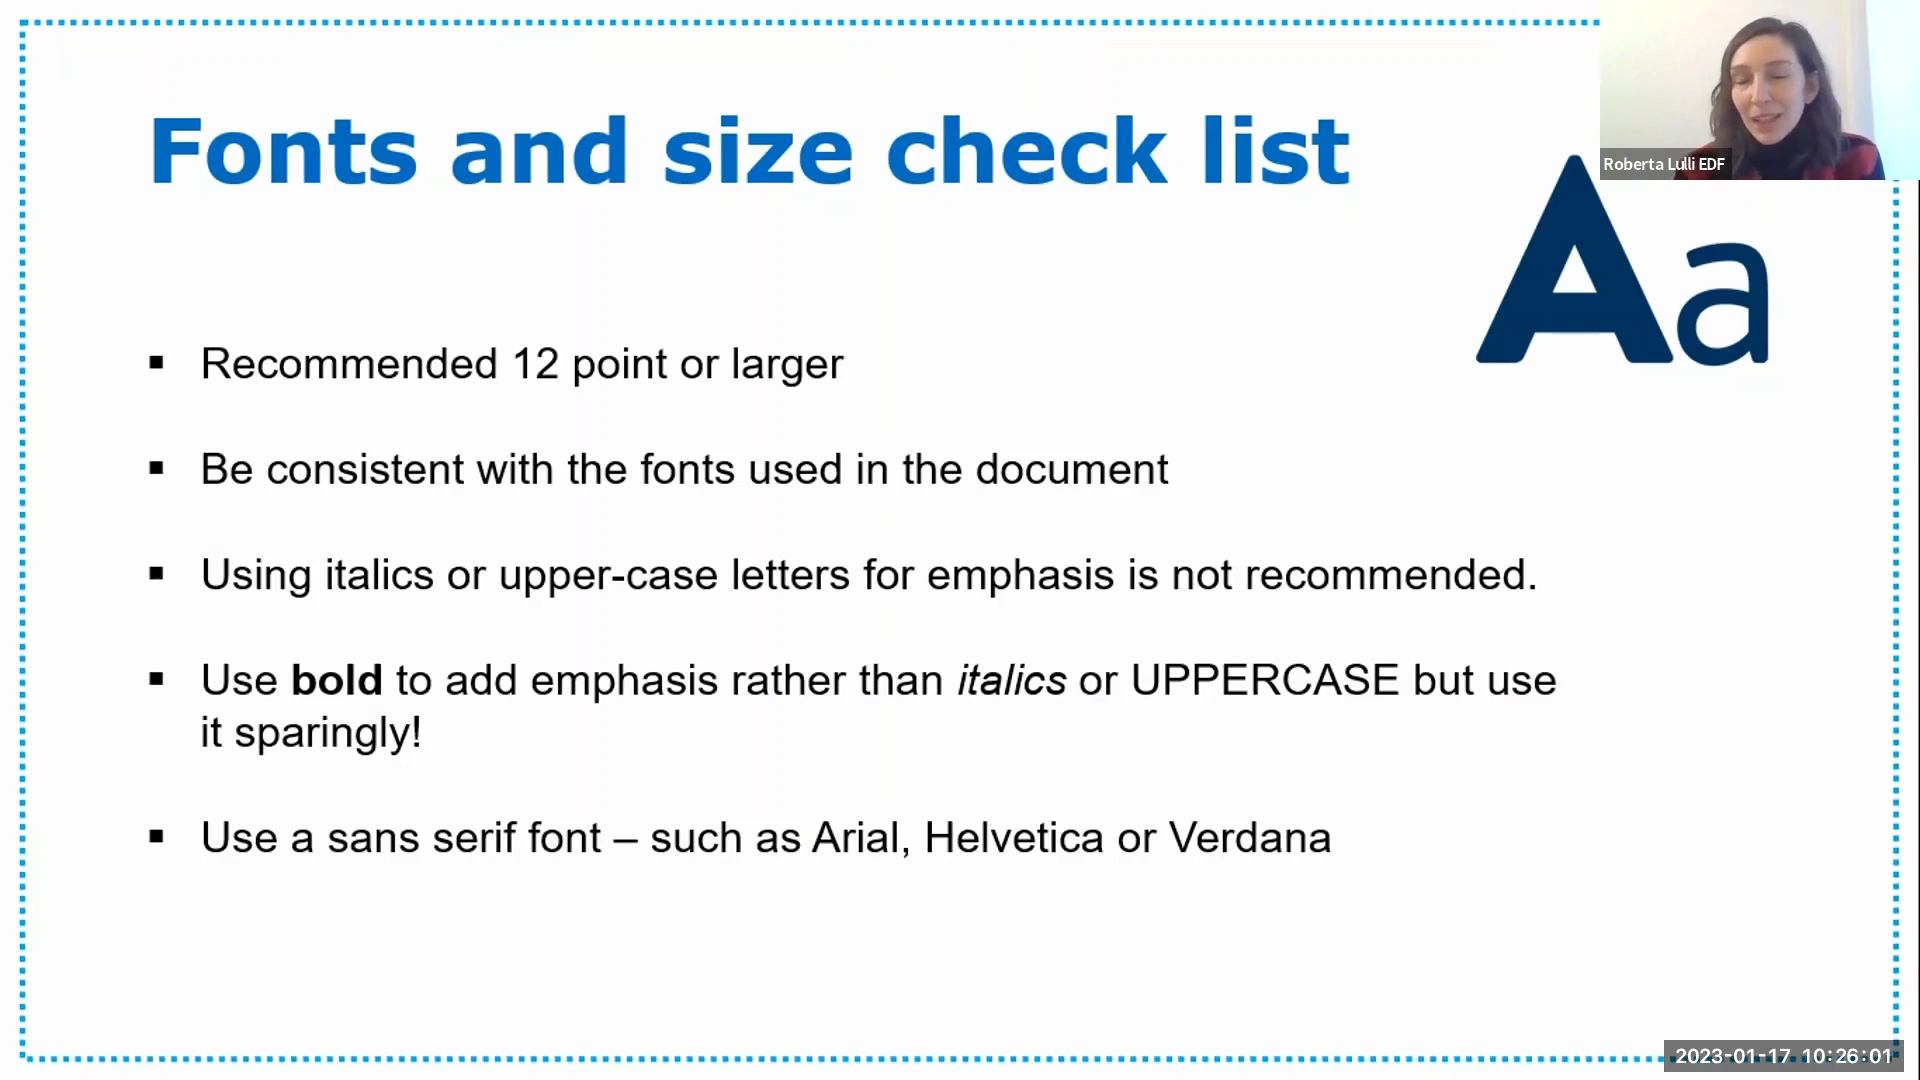 Fonts and size check list
Roberta Lulli EDF
Aa
▪ Recommended 12 point or larger
▪ Be consistent with the fonts used in the document
▪ Using italics or upper-case letters for emphasis is not recommended.
▪ Use bold to add emphasis rather than italics or UPPERCASE but use
it sparingly!
▪ Use a sans serif font – such as Arial, Helvetica or Verdana
2023-01-17 10:26:01